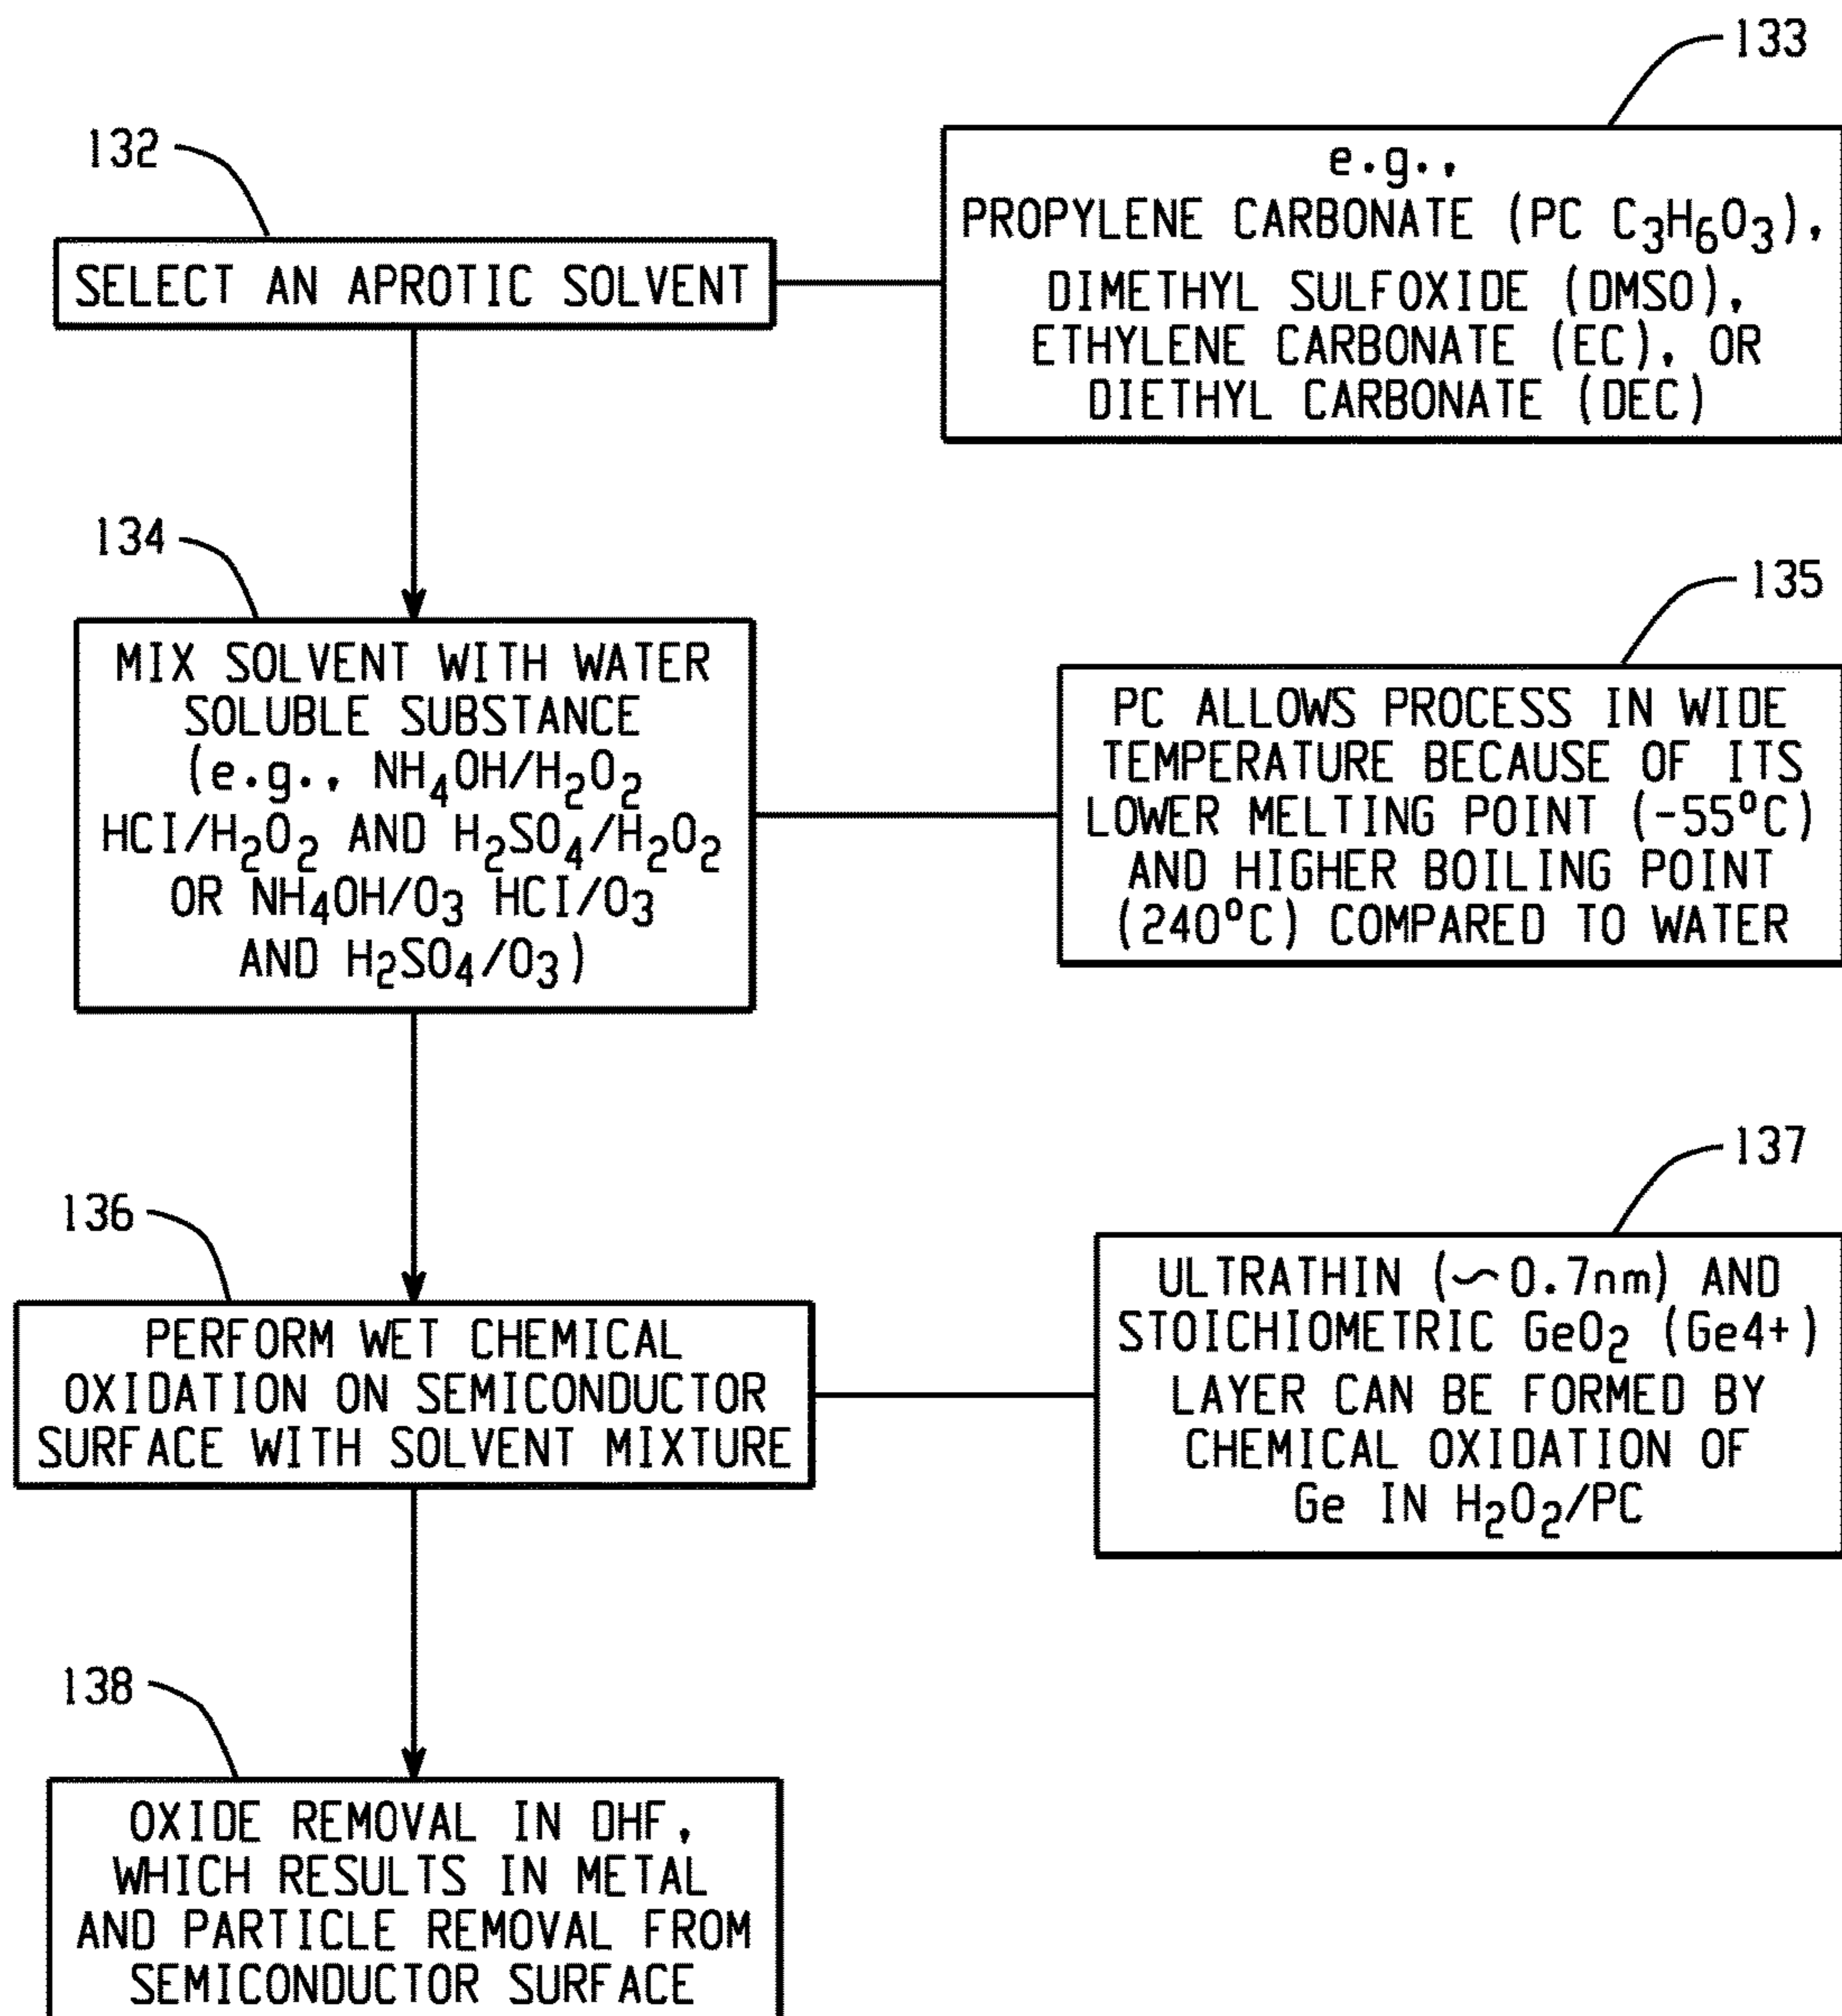 133
132
e.g.,
PROPYLENE CARBONATE (PC C₃H₆O₃),
DIMETHYL SULFOXIDE (DMSO),
ETHYLENE CARBONATE (EC), OR
DIETHYL CARBONATE (DEC)
SELECT AN APROTIC SOLVENT
134
MIX SOLVENT WITH WATER
SOLUBLE SUBSTANCE
(e.g., NH₄OH/H₂O₂
HCI/H₂O₂ AND H₂SO₄/H₂O₂
OR NH₄OH/O₃ HCI/O₃
AND H₂SO₄/O₃)
135
PC ALLOWS PROCESS IN WIDE
TEMPERATURE BECAUSE OF ITS
LOWER MELTING POINT (-55°C)
AND HIGHER BOILING POINT
(240°C) COMPARED TO WATER
136
PERFORM WET CHEMICAL
OXIDATION ON SEMICONDUCTOR
SURFACE WITH SOLVENT MIXTURE
137
ULTRATHIN (~0.7nm) AND
STOICHIOMETRIC GeO₂ (Ge4+)
LAYER CAN BE FORMED BY
CHEMICAL OXIDATION OF
Ge IN H₂O₂/PC
138
OXIDE REMOVAL IN DHF,
WHICH RESULTS IN METAL
AND PARTICLE REMOVAL FROM
SEMICONDUCTOR SURFACE